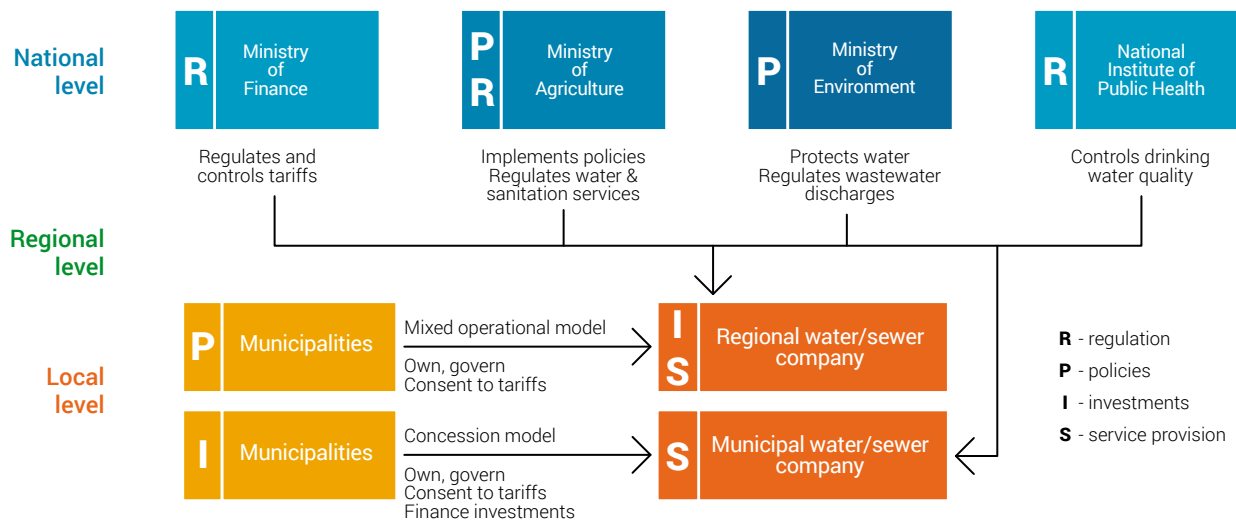 National
level
R
Ministry
of
Finance
P
R
Ministry
of
Agriculture
P
Ministry
of
Environment
R
National
Institute of
Public Health
Regulates and
controls tariffs
Implements policies
Regulates water &
sanitation services
Protects water
Regulates wastewater
discharges
Controls drinking
water quality
Regional
level
Local
level
P
Municipalities
Mixed operational model
Own, govern
Consent to tariffs
I
S
Regional water/sewer
company
I
Municipalities
Concession model
Own, govern
Consent to tariffs
Finance investments
S
Municipal water/sewer
company
R - regulation
P - policies
I - investments
S - service provision